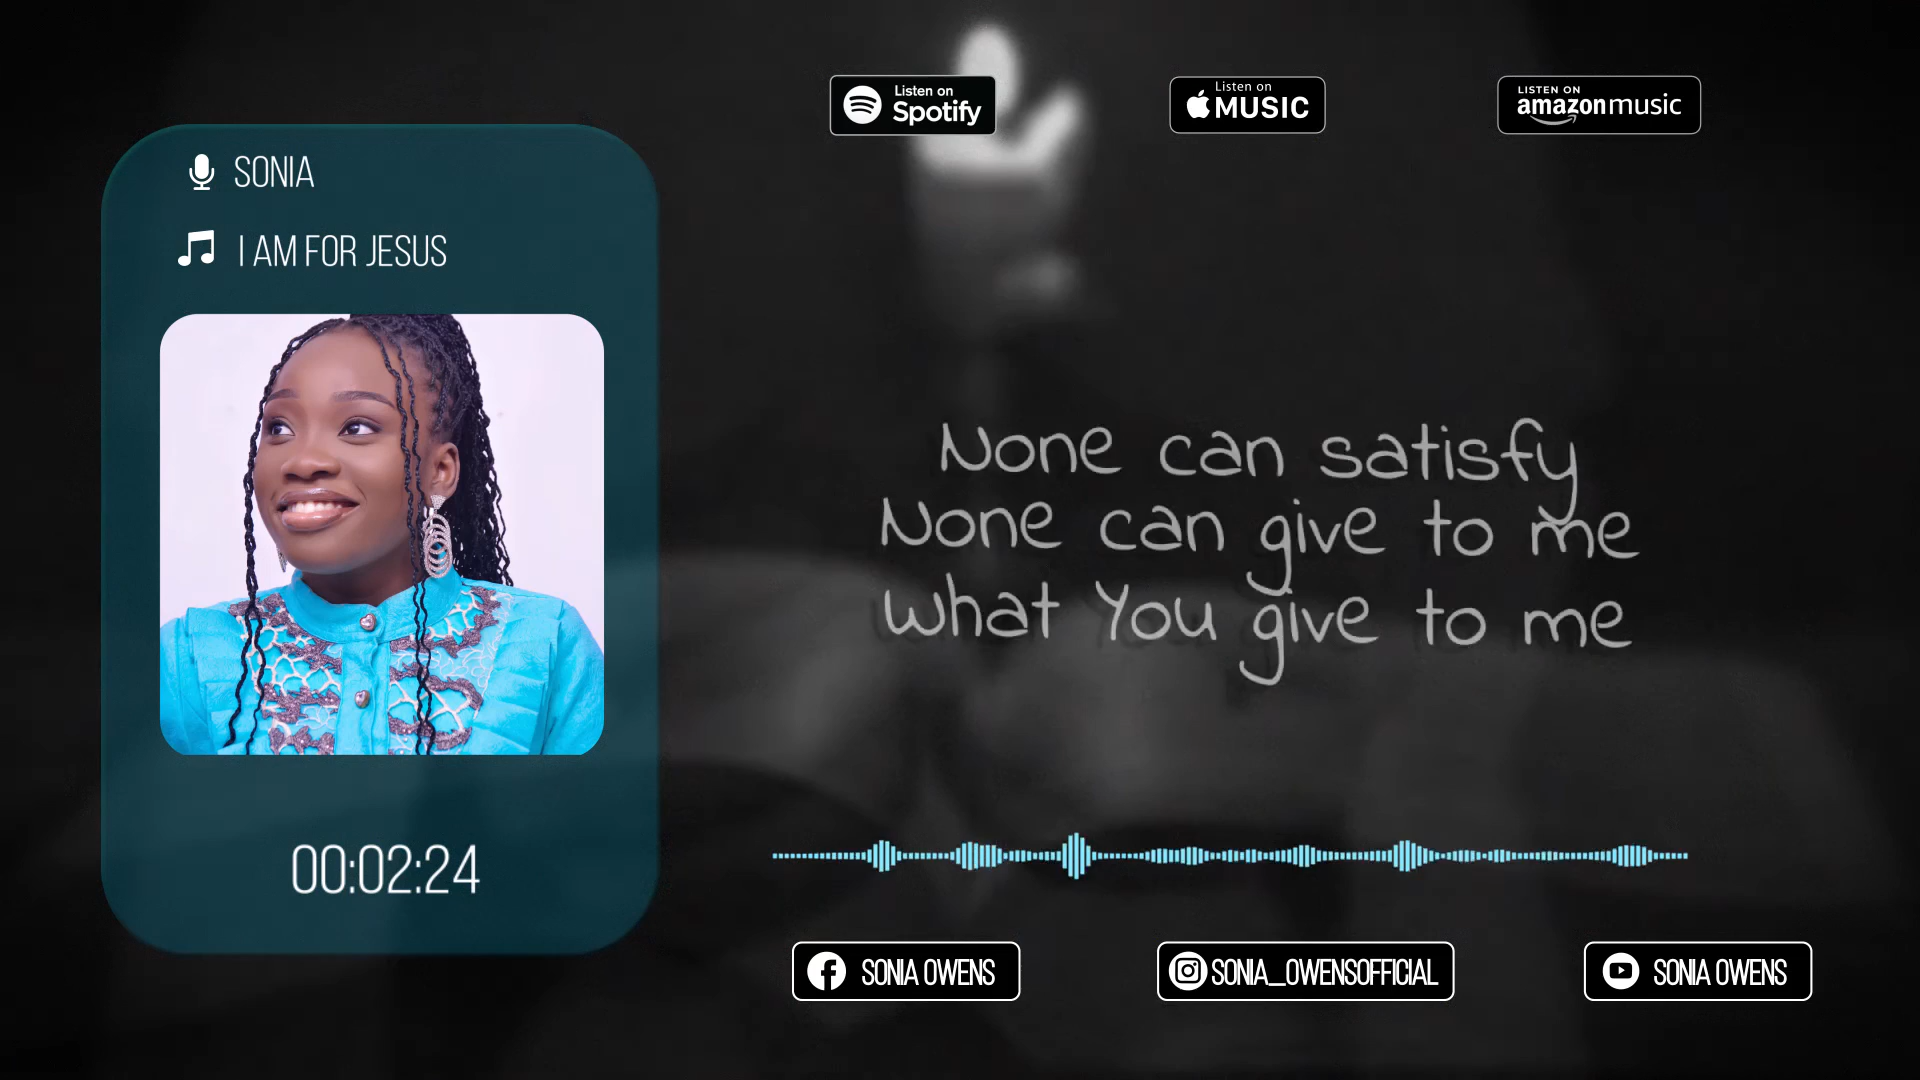 SONIA
I AM FOR JESUS
00:02:24
Listen on
Spotify
Listen on
MUSIC
LISTEN ON
amazon music
None can satisfy
None can give to me
What You give to me
SONIA OWENS
SONIA_OWENSOFFICIAL
SONIA OWENS